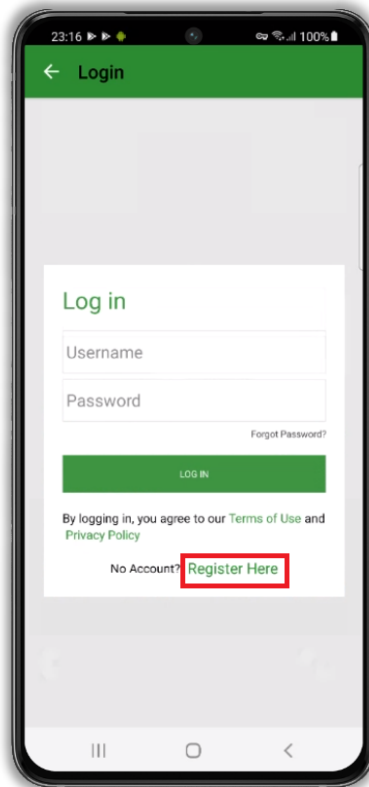 23:16 100%
Login
Log in
Username
Password
Forgot Password?
LOG IN
By logging in, you agree to our Terms of Use and
Privacy Policy
No Account? Register Here